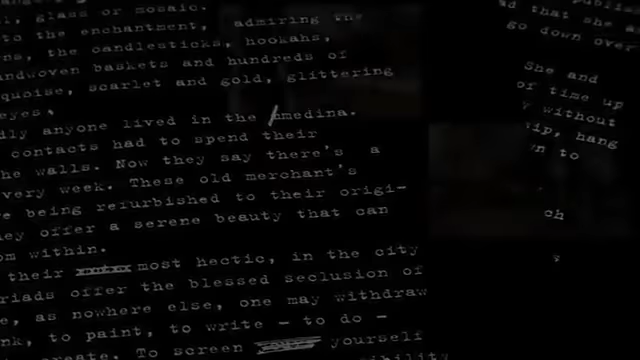 glass or mosaic.
to the enchantment, admiring the
the candlesticks, hookahs,
ndwoven baskets and hundreds of
quoise, scarlet and gold, glittering
eyes.
dly anyone lived in the medina.
contacts had to spend their
he walls. Now they say there's a
very week. These old merchant's
e being refurbished to their origi-
ey offer a serene beauty that can
om within.
their most hectic, in the city
riads offer the blessed seclusion of
e, as nowhere else, one may withdraw
nk, to paint, to write - to do -
create. To screen yourself
d that she
go down over
She and
of time up
y without
ip, hang
n to
ch